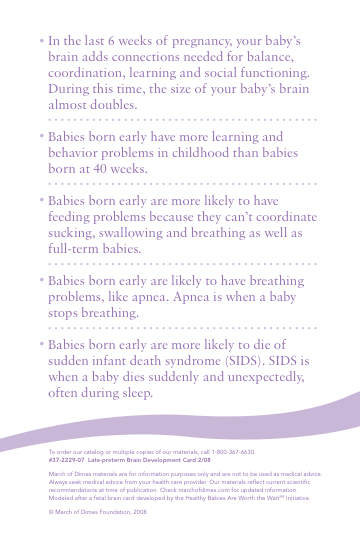 • In the last 6 weeks of pregnancy, your baby's
brain adds connections needed for balance,
coordination, learning and social functioning.
During this time, the size of your baby's brain
almost doubles.
• Babies born early have more learning and
behavior problems in childhood than babies
born at 40 weeks.
• Babies born early are more likely to have
feeding problems because they can't coordinate
sucking, swallowing and breathing as well as
full-term babies.
• Babies born early are likely to have breathing
problems, like apnea. Apnea is when a baby
stops breathing.
• Babies born early are more likely to die of
sudden infant death syndrome (SIDS). SIDS is
when a baby dies suddenly and unexpectedly,
often during sleep.
To order our catalog or multiple copies of our materials, call 1-800-367-6630.
#37-2229-07 Late-preterm Brain Development Card 2/08
March of Dimes materials are for information purposes only and are not to be used as medical advice.
Always seek medical advice from your health care provider. Our materials reflect current scientific
recommendations at time of publication. Check marchofdimes.com for updated information.
Modeled after a fetal brain card developed by the Healthy Babies Are Worth the Wait℠ Initiative.
© March of Dimes Foundation, 2008